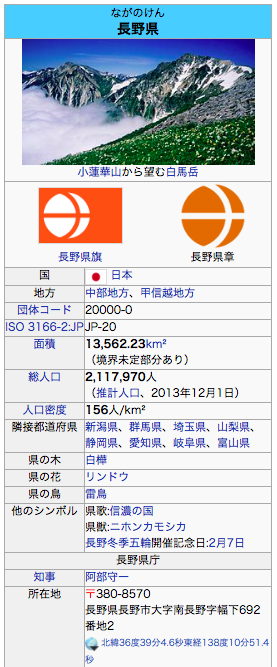 ながのけん
長野県
小蓮華山から望む白馬岳
長野県旗 長野県章
国 日本
地方 中部地方、甲信越地方
団体コード 20000-0
ISO 3166-2:JP JP-20
面積 13,562.23km²
（境界未定部分あり）
総人口 2,117,970人
（推計人口、2013年12月1日）
人口密度 156人/km²
隣接都道府県 新潟県、群馬県、埼玉県、山梨県、
静岡県、愛知県、岐阜県、富山県
県の木 白樺
県の花 リンドウ
県の鳥 雷鳥
他のシンボル 県歌:信濃の国
県獣:ニホンカモシカ
長野冬季五輪開催記念日:2月7日
長野県庁
知事 阿部守一
所在地 〒380-8570
長野県長野市大字南長野字幅下692
番地2
北緯36度39分4.6秒東経138度10分51.4
秒